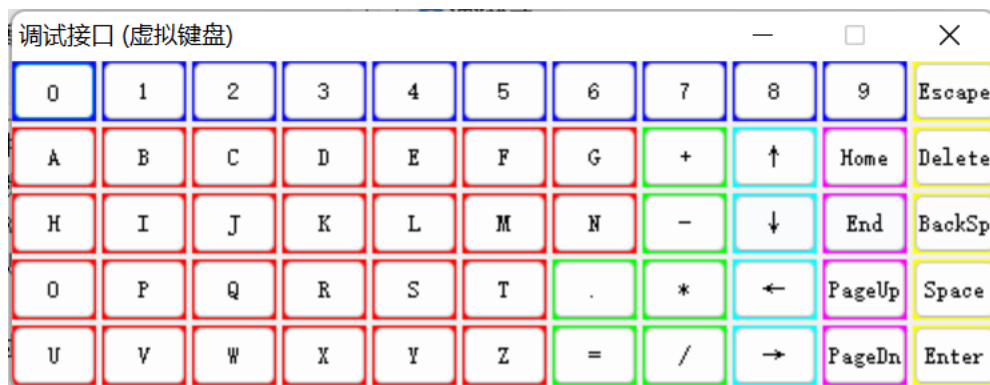 调试接口 (虚拟键盘)
0 1 2 3 4 5 6 7 8 9 Escape
A B C D E F G + ↑ Home Delete
H I J K L M N - ↓ End BackSp
O P Q R S T . * ← PageUp Space
U V W X Y Z = / → PageDn Enter